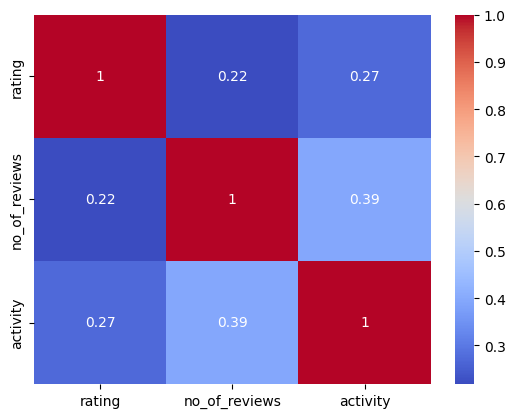 rating
1
0.22
0.27
no_of_reviews
0.22
1
0.39
activity
0.27
0.39
1
rating
no_of_reviews
activity
1.0
0.9
0.8
0.7
0.6
0.5
0.4
0.3